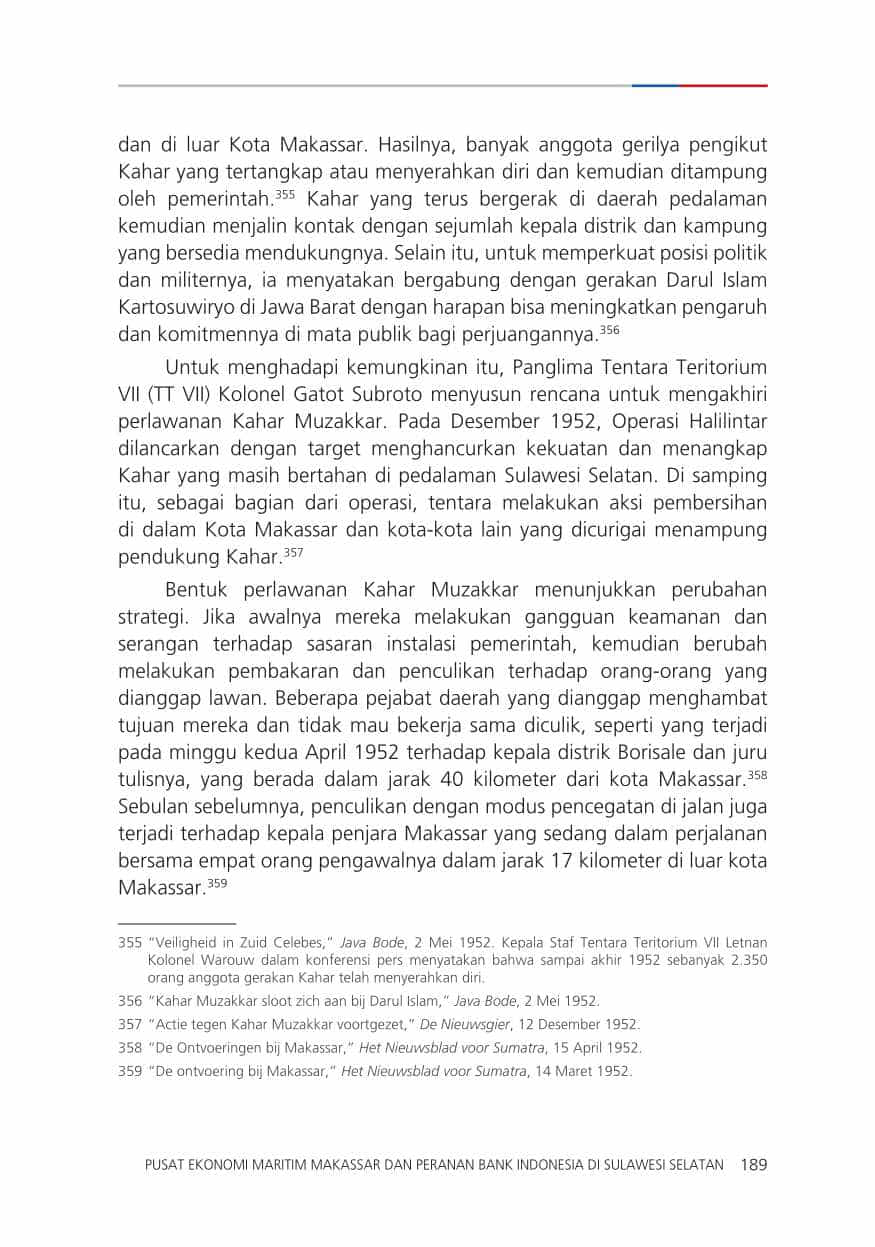 dan di luar Kota Makassar. Hasilnya, banyak anggota gerilya pengikut
Kahar yang tertangkap atau menyerahkan diri dan kemudian ditampung
oleh pemerintah.355 Kahar yang terus bergerak di daerah pedalaman
kemudian menjalin kontak dengan sejumlah kepala distrik dan kampung
yang bersedia mendukungnya. Selain itu, untuk memperkuat posisi politik
dan militernya, ia menyatakan bergabung dengan gerakan Darul Islam
Kartosuwiryo di Jawa Barat dengan harapan bisa meningkatkan pengaruh
dan komitmennya di mata publik bagi perjuangannya.356
Untuk menghadapi kemungkinan itu, Panglima Tentara Teritorium
VII (TT VII) Kolonel Gatot Subroto menyusun rencana untuk mengakhiri
perlawanan Kahar Muzakkar. Pada Desember 1952, Operasi Halilintar
dilancarkan dengan target menghancurkan kekuatan dan menangkap
Kahar yang masih bertahan di pedalaman Sulawesi Selatan. Di samping
itu, sebagai bagian dari operasi, tentara melakukan aksi pembersihan
di dalam Kota Makassar dan kota-kota lain yang dicurigai menampung
pendukung Kahar.357
Bentuk perlawanan Kahar Muzakkar menunjukkan perubahan
strategi. Jika awalnya mereka melakukan gangguan keamanan dan
serangan terhadap sasaran instalasi pemerintah, kemudian berubah
melakukan pembakaran dan penculikan terhadap orang-orang yang
dianggap lawan. Beberapa pejabat daerah yang dianggap menghambat
tujuan mereka dan tidak mau bekerja sama diculik, seperti yang terjadi
pada minggu kedua April 1952 terhadap kepala distrik Borisale dan juru
tulisnya, yang berada dalam jarak 40 kilometer dari kota Makassar.358
Sebulan sebelumnya, penculikan dengan modus pencegatan di jalan juga
terjadi terhadap kepala penjara Makassar yang sedang dalam perjalanan
bersama empat orang pengawalnya dalam jarak 17 kilometer di luar kota
Makassar.359
355 “Veiligheid in Zuid Celebes,” Java Bode, 2 Mei 1952. Kepala Staf Tentara Teritorium VII Letnan
Kolonel Warouw dalam konferensi pers menyatakan bahwa sampai akhir 1952 sebanyak 2.350
orang anggota gerakan Kahar telah menyerahkan diri.
356 “Kahar Muzakkar sloot zich aan bij Darul Islam,” Java Bode, 2 Mei 1952.
357 “Actie tegen Kahar Muzakkar voortgezet,” De Nieuwsgier, 12 Desember 1952.
358 “De Ontvoeringen bij Makassar,” Het Nieuwsblad voor Sumatra, 15 April 1952.
359 “De ontvoering bij Makassar,” Het Nieuwsblad voor Sumatra, 14 Maret 1952.
PUSAT EKONOMI MARITIM MAKASSAR DAN PERANAN BANK INDONESIA DI SULAWESI SELATAN 189